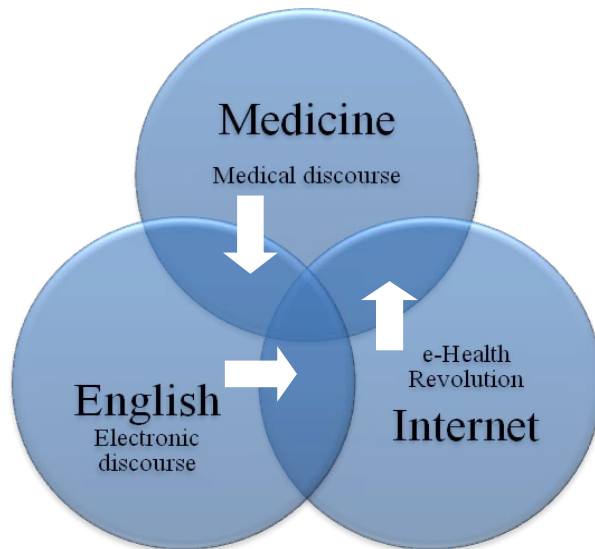 Medicine
Medical discourse
English
Electronic
discourse
e-Health
Revolution
Internet